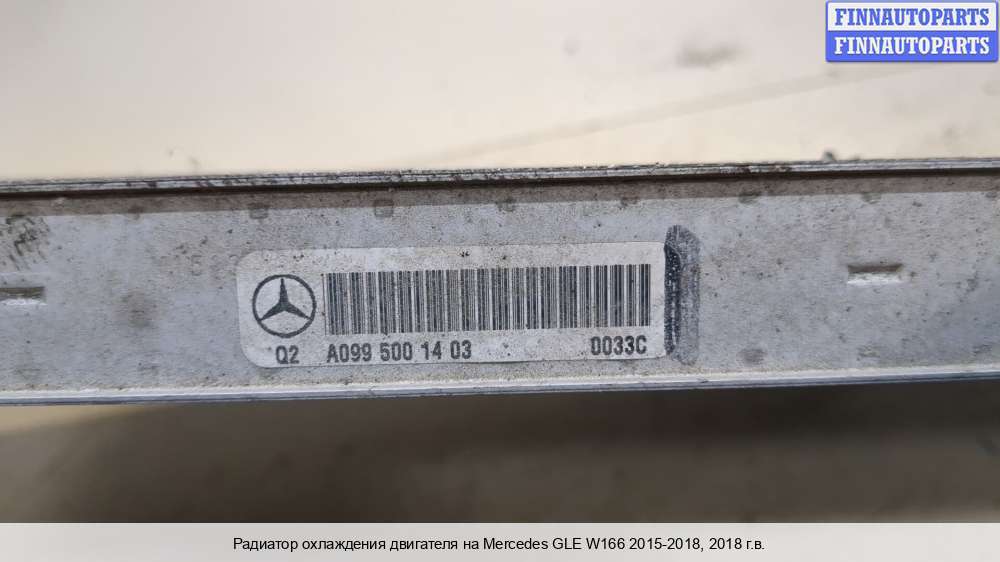 FINNAUTOPARTS
FINNAUTOPARTS
Q2 A099 500 14 03 0033C
Радиатор охлаждения двигателя на Mercedes GLE W166 2015-2018, 2018 г.в.